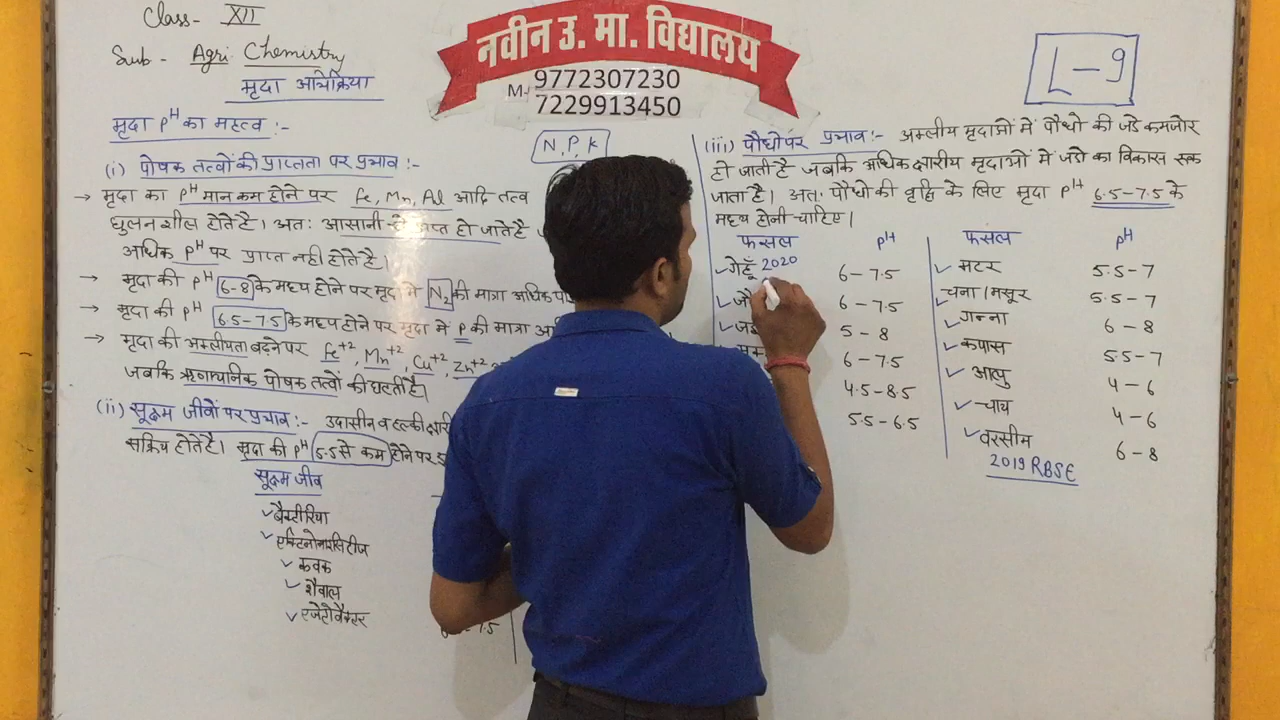 Class- XII
Sub - Agri Chemistry
मृदा अभिक्रिया
नवीन उ. मा. विद्यालय
M- 9772307230
7229913450
L-9
मृदा pH का महत्व :-
N, P, K
(i) पोषक तत्वों की प्राप्तता पर प्रभाव :-
→ मृदा का pH मान कम होने पर Fe, Mn, Al आदि तत्व
घुलनशील होते है। अतः आसानी से प्राप्त हो जाते है
अधिक pH पर प्राप्त नही होते है।
→ मृदा की pH 6-8 के मध्य होने पर मृदा में N2 की मात्रा अधिक
→ मृदा की pH 6.5-7.5 के मध्य होने पर मृदा में P की मात्रा
→ मृदा की अम्लीयता बढने पर Fe+2, Mn+2, Cu+2, Zn+2
जबकि ऋणायनिक पोषक तत्वों की घटती है।
(ii) सूक्ष्म जीवों पर प्रभाव :- उदासीन व हल्की क्षारी
सक्रिय होते है। मृदा की pH 5.5 से कम होने पर
सूक्ष्म जीव
✓ बैक्टीरिया
✓ एक्टिनोमाइसिटीज
✓ कवक
✓ शैवाल
✓ एजेटोबैक्टर
7.5
(iii) पौधो पर प्रभाव :- अम्लीय मृदाओं में पौधो की जडे कमजोर
हो जाती है जबकि अधिक क्षारीय मृदाओं में जडो का विकास रूक
जाता है। अतः पौधो की वृद्धि के लिए मृदा pH 6.5-7.5 के
मध्य होनी चाहिए।
फसल pH
✓ गेहूँ 2020 6-7.5
✓ 6-7.5
✓ 5-8
6-7.5
4.5-8.5
5.5-6.5
फसल pH
✓ मटर 5.5-7
चना/मसूर 5.5-7
✓ गन्ना 6-8
✓ कपास 5.5-7
✓ आलु 4-6
✓ चाय 4-6
✓ वरसीम 6-8
2019 RBSE